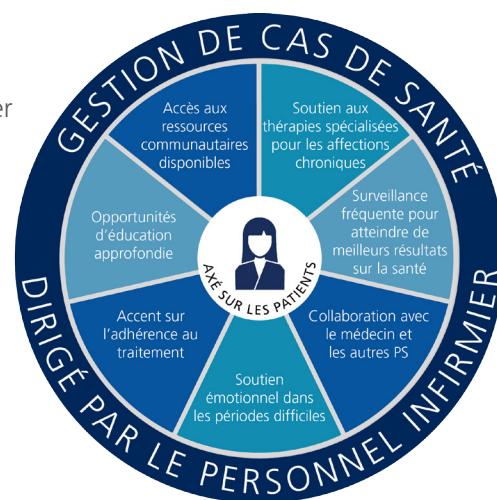 er
GESTION DE CAS DE SANTÉ
Accès aux
ressources
communautaires
disponibles
Soutien aux
thérapies spécialisées
pour les affections
chroniques
Opportunités
d'éducation
approfondie
Surveillance
fréquente pour
atteindre de
meilleurs résultats
sur la santé
AXÉ SUR LES PATIENTS
Accent sur
l'adhérence au
traitement
Collaboration avec
le médecin et
les autres PS
Soutien
émotionnel dans
les périodes difficiles
DIRIGÉ PAR LE PERSONNEL INFIRMIER